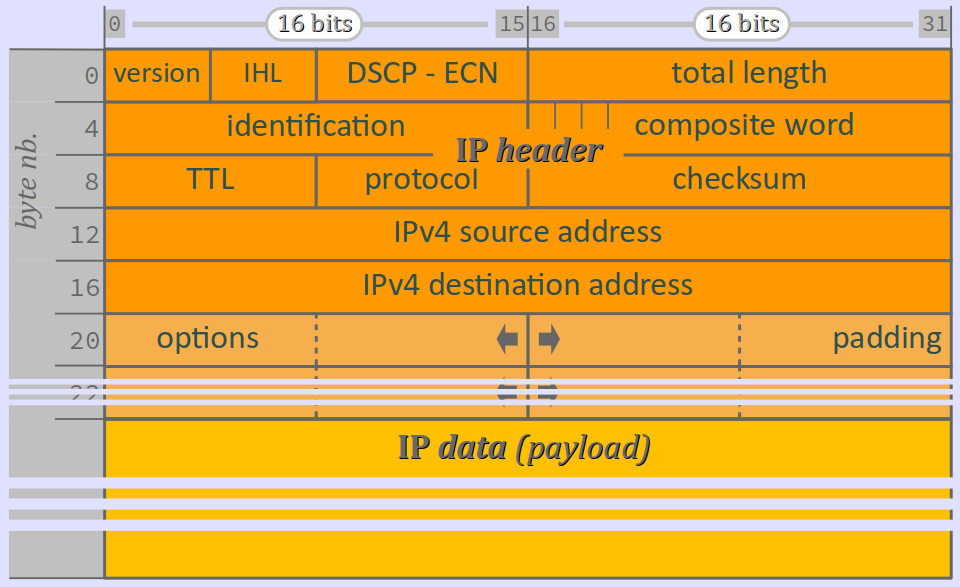 0 16 bits 15 16 16 bits 31
byte nb.
0 version IHL DSCP - ECN total length
4 identification composite word
IP header
8 TTL protocol checksum
12 IPv4 source address
16 IPv4 destination address
20 options padding
IP data (payload)